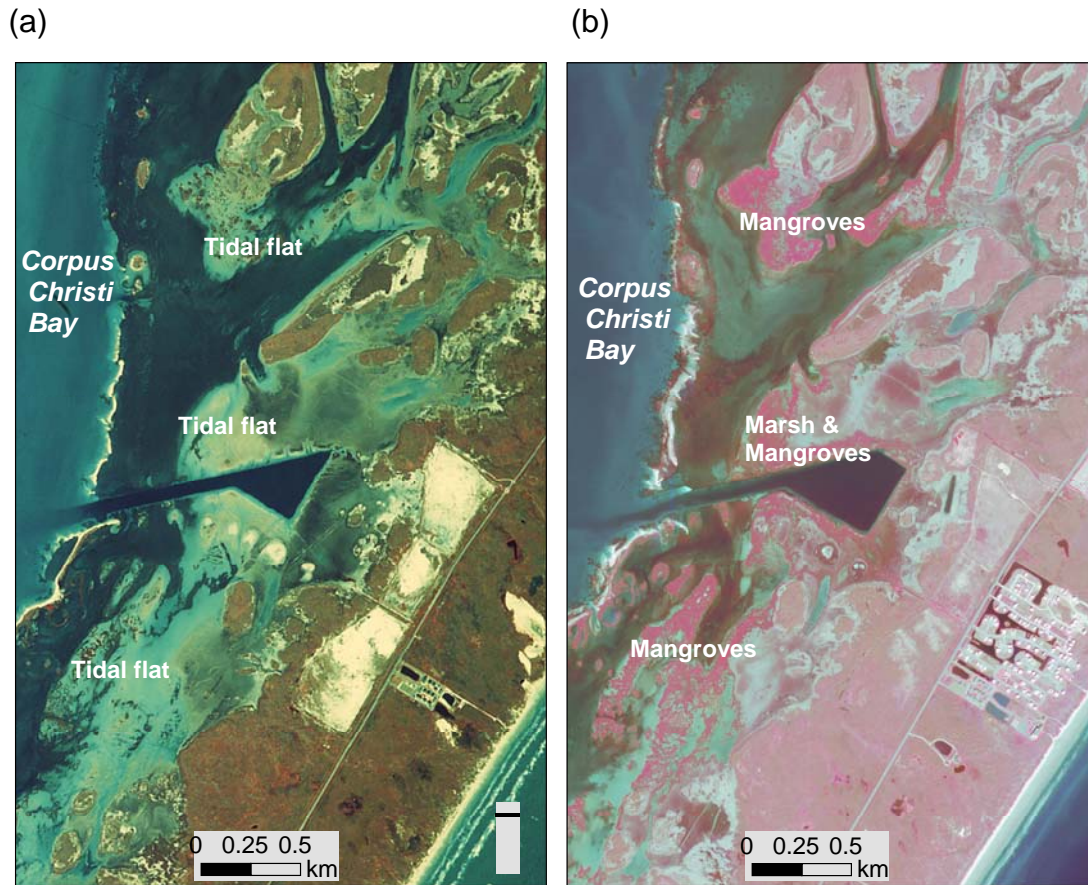 (a)
(b)
Tidal flat
Corpus
Christi
Bay
Tidal flat
Tidal flat
0 0.25 0.5
km
Mangroves
Corpus
Christi
Bay
Marsh &
Mangroves
Mangroves
0 0.25 0.5
km